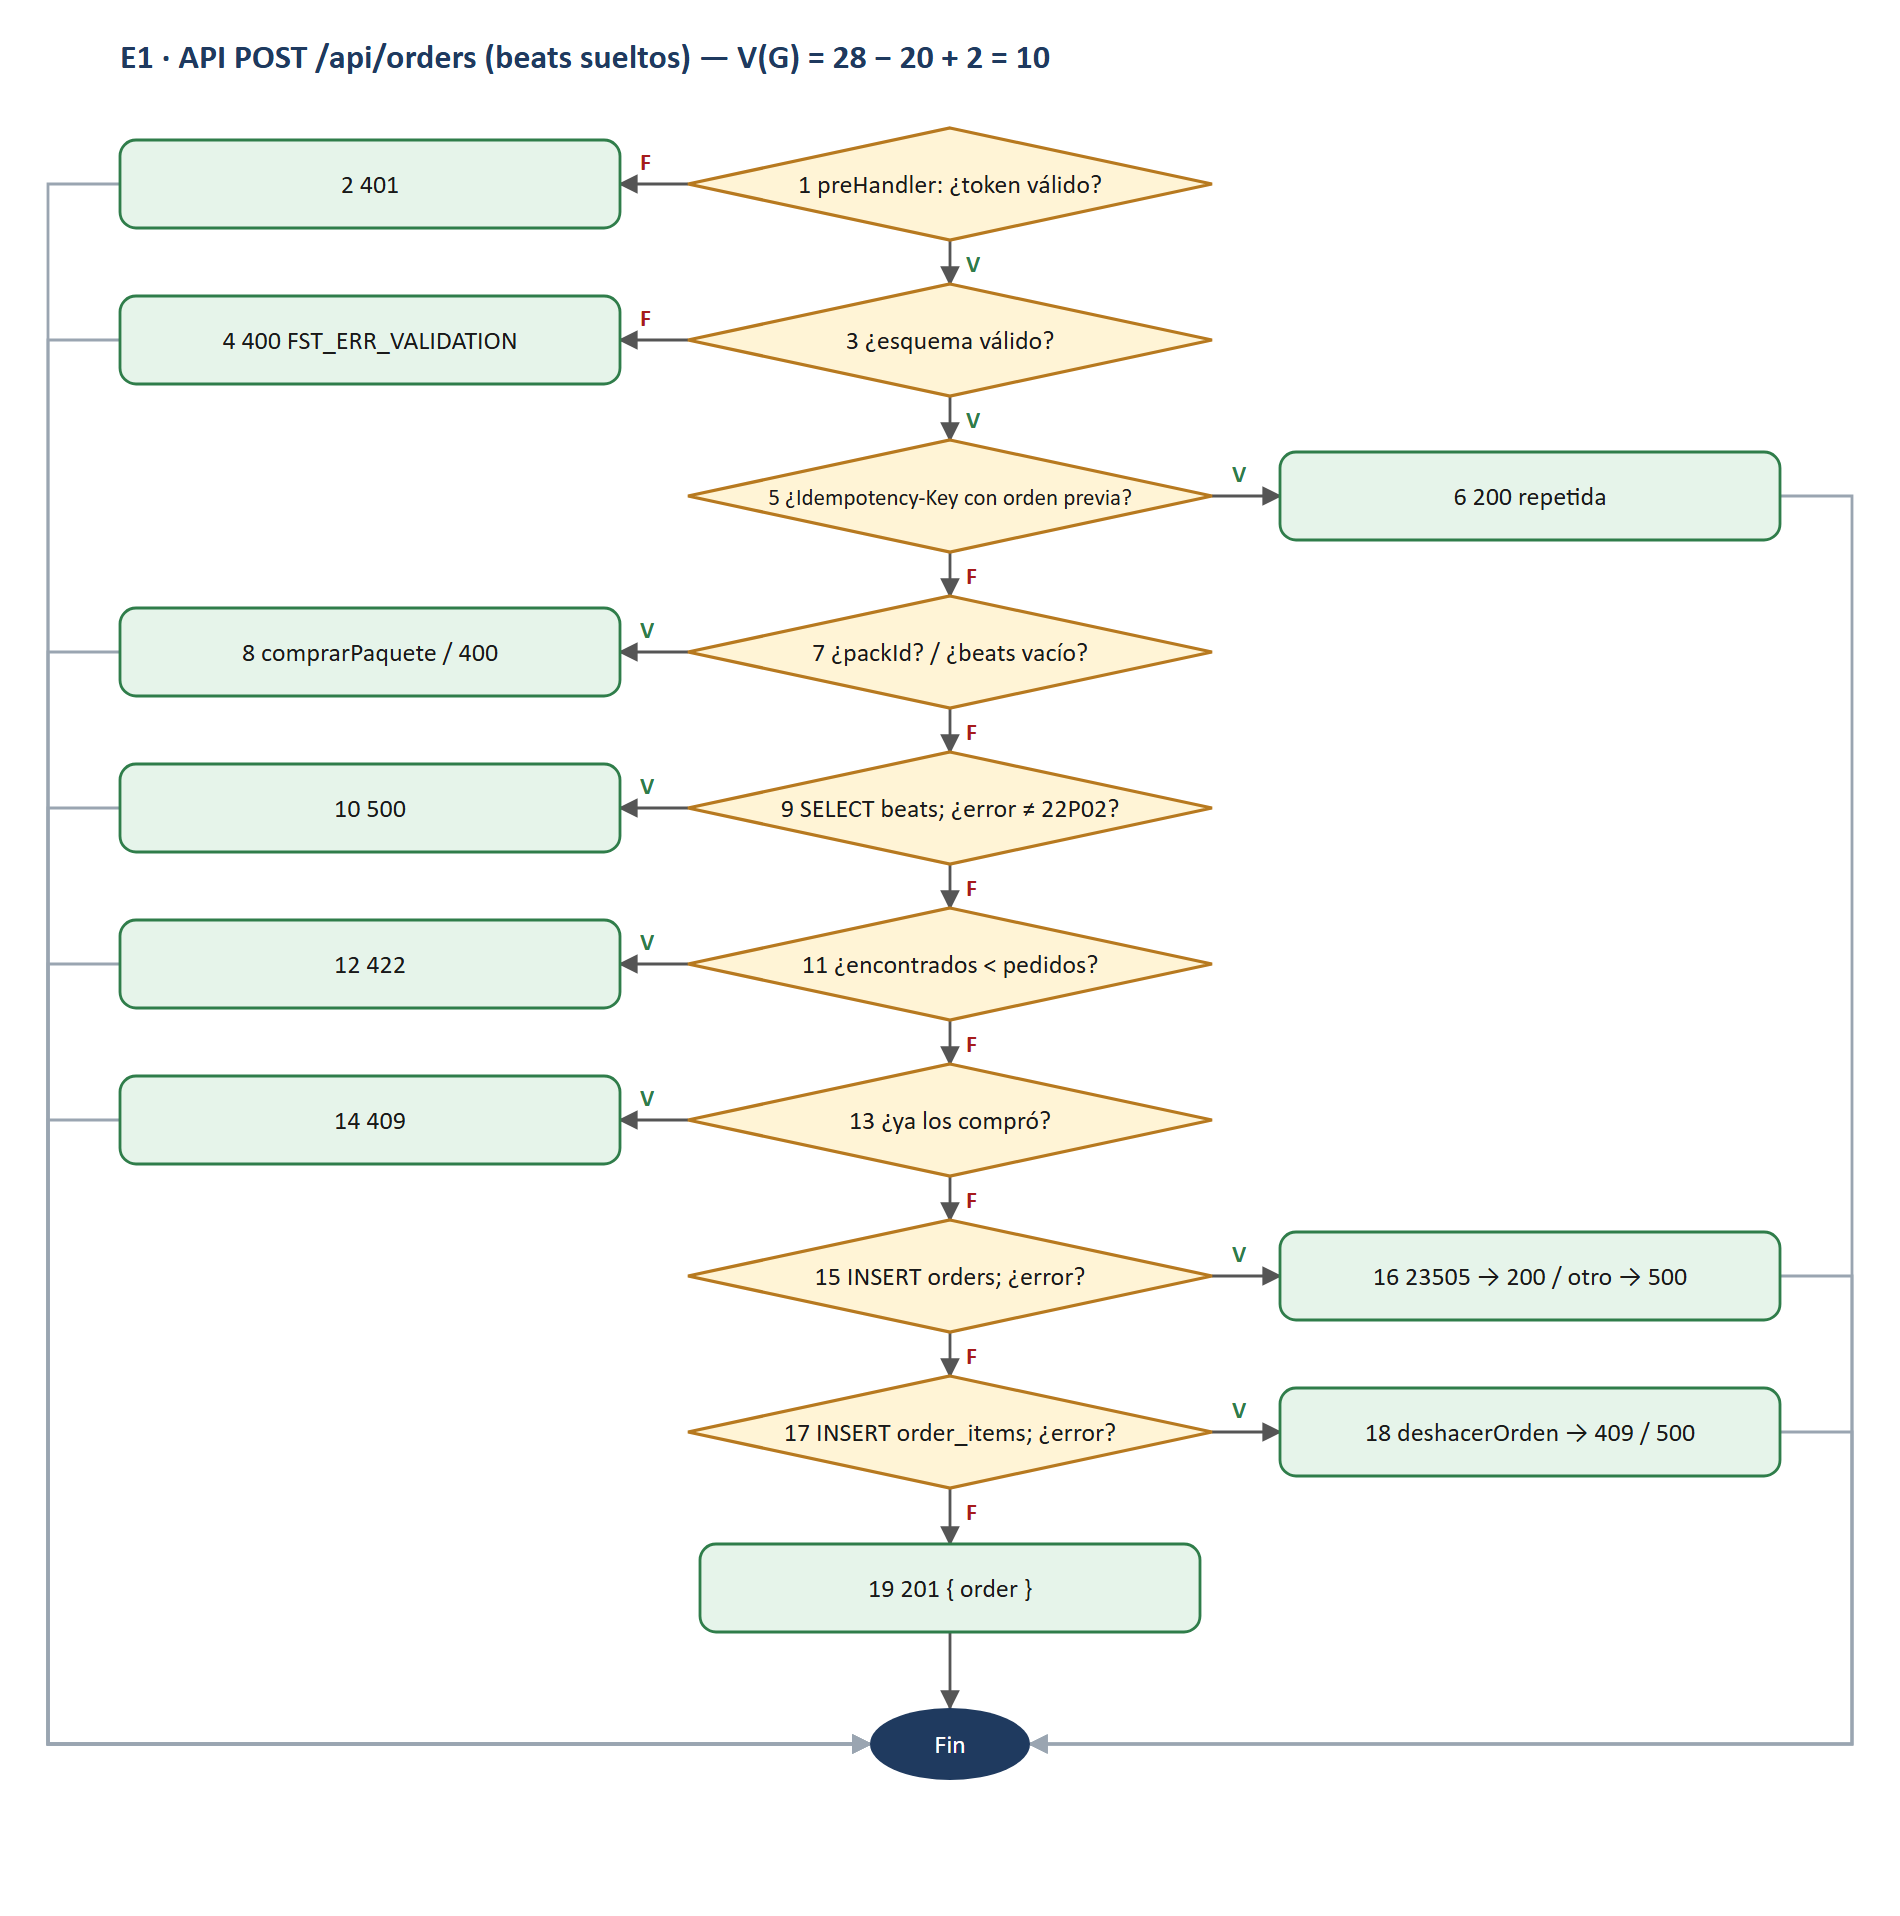 E1 · API POST /api/orders (beats sueltos) — V(G) = 28 – 20 + 2 = 10
2 401
F
1 preHandler: ¿token válido?
V
4 400 FST_ERR_VALIDATION
F
3 ¿esquema válido?
V
5 ¿Idempotency-Key con orden previa?
V
6 200 repetida
F
8 comprarPaquete / 400
V
7 ¿packId? / ¿beats vacío?
F
10 500
V
9 SELECT beats; ¿error ≠ 22P02?
F
12 422
V
11 ¿encontrados < pedidos?
F
14 409
V
13 ¿ya los compró?
F
15 INSERT orders; ¿error?
V
16 23505 → 200 / otro → 500
F
17 INSERT order_items; ¿error?
V
18 deshacerOrden → 409 / 500
F
19 201 { order }
Fin